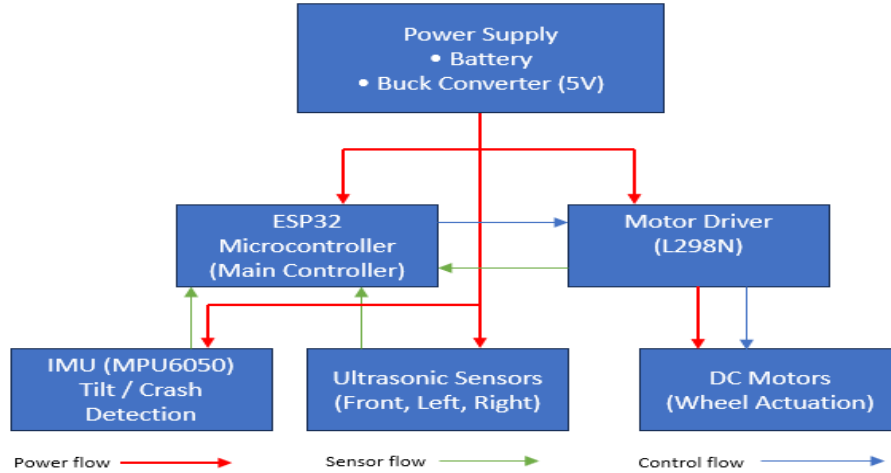 Power Supply
• Battery
• Buck Converter (5V)
ESP32
Microcontroller
(Main Controller)
Motor Driver
(L298N)
IMU (MPU6050)
Tilt / Crash
Detection
Ultrasonic Sensors
(Front, Left, Right)
DC Motors
(Wheel Actuation)
Power flow
Sensor flow
Control flow